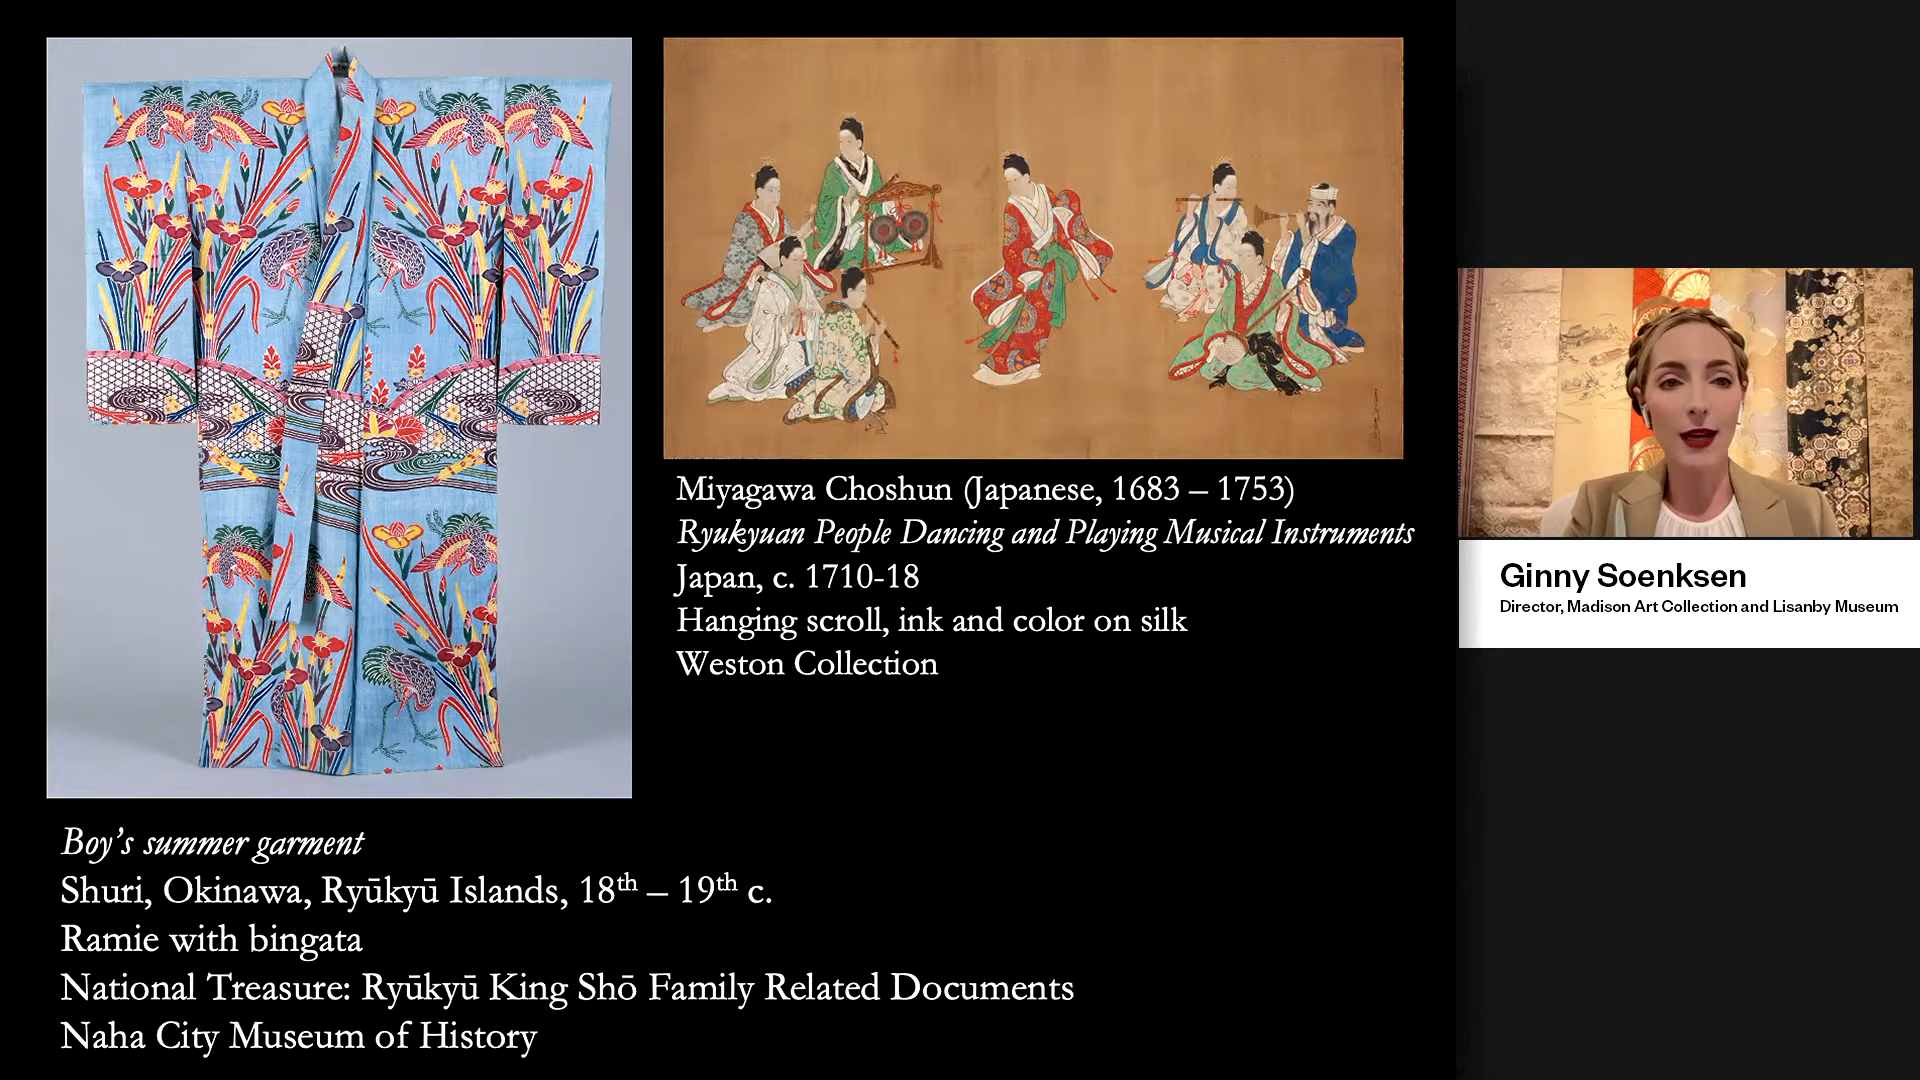 Miyagawa Choshun (Japanese, 1683 – 1753)
Ryukyuan People Dancing and Playing Musical Instruments
Japan, c. 1710-18
Hanging scroll, ink and color on silk
Weston Collection
Boy’s summer garment
Shuri, Okinawa, Ryūkyū Islands, 18th – 19th c.
Ramie with bingata
National Treasure: Ryūkyū King Shō Family Related Documents
Naha City Museum of History
Ginny Soenksen
Director, Madison Art Collection and Lisanby Museum